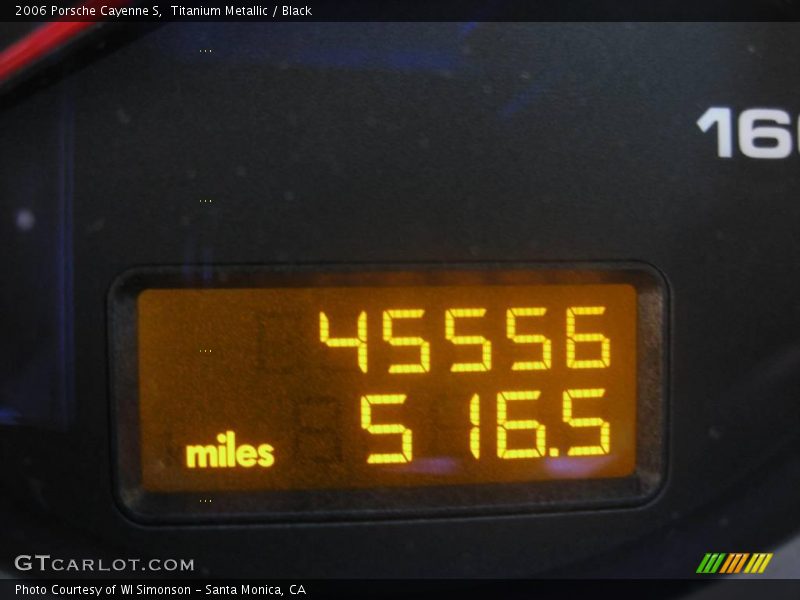 2006 Porsche Cayenne S,  Titanium Metallic / Black
45556
miles 5 16.5
GTCARLOT.COM
Photo Courtesy of WI Simonson - Santa Monica, CA